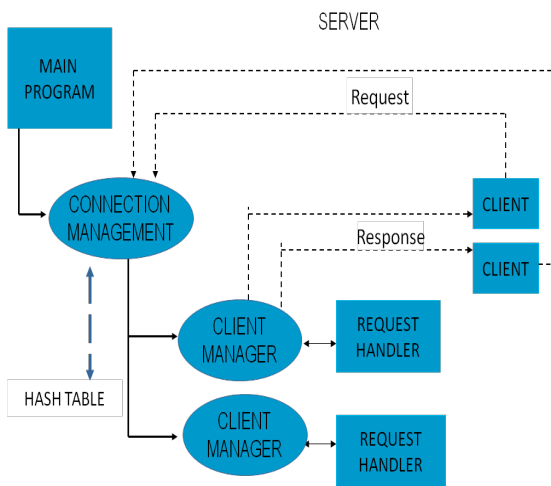 SERVER
MAIN
PROGRAM
Request
CONNECTION
MANAGEMENT
CLIENT
Response
CLIENT
CLIENT
MANAGER
REQUEST
HANDLER
HASH TABLE
CLIENT
MANAGER
REQUEST
HANDLER